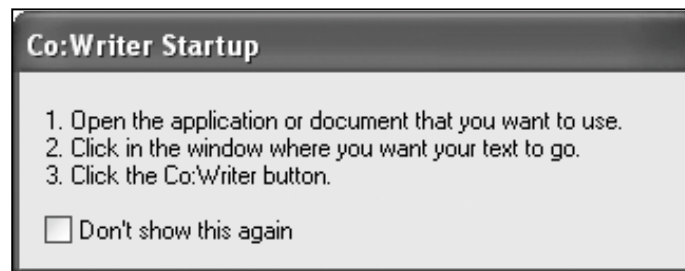 Co:Writer Startup
1. Open the application or document that you want to use.
2. Click in the window where you want your text to go.
3. Click the Co:Writer button.
Don't show this again